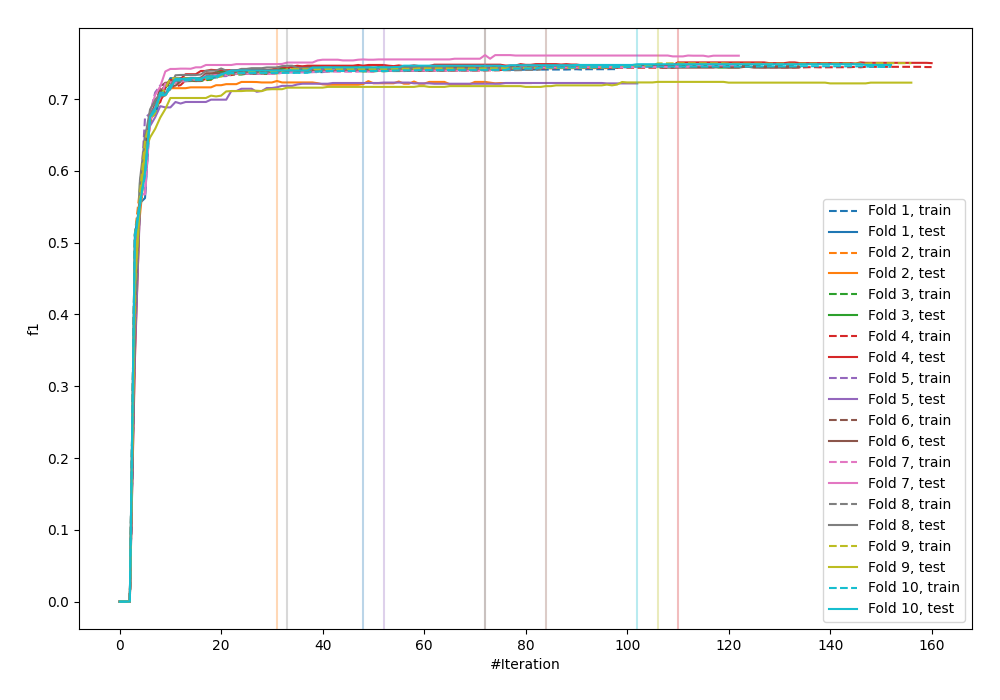 0.7
0.6
0.5
0.4
0.3
0.2
0.1
0.0
f1
0 20 40 60 80 100 120 140 160
#Iteration
Fold 1, train
Fold 1, test
Fold 2, train
Fold 2, test
Fold 3, train
Fold 3, test
Fold 4, train
Fold 4, test
Fold 5, train
Fold 5, test
Fold 6, train
Fold 6, test
Fold 7, train
Fold 7, test
Fold 8, train
Fold 8, test
Fold 9, train
Fold 9, test
Fold 10, train
Fold 10, test